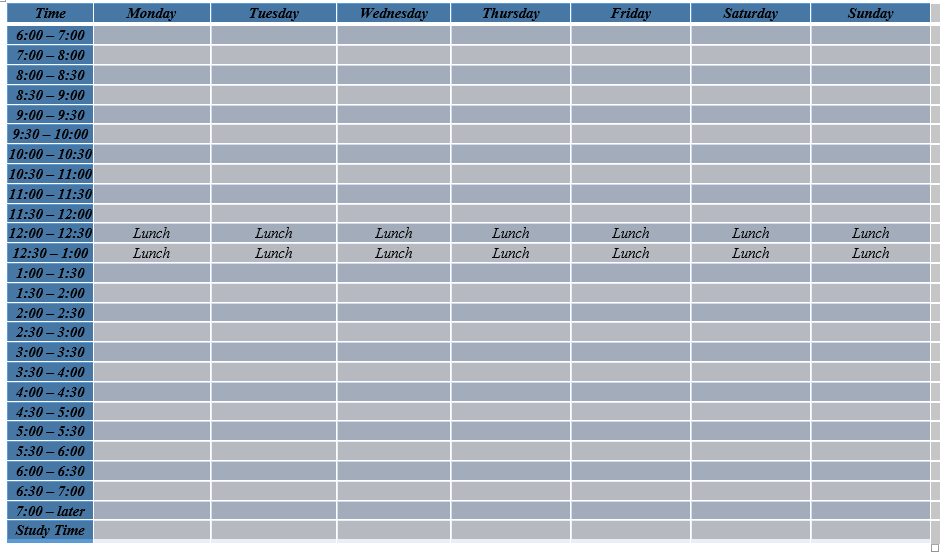 Time Monday Tuesday Wednesday Thursday Friday Saturday Sunday
6:00 – 7:00
7:00 – 8:00
8:00 – 8:30
8:30 – 9:00
9:00 – 9:30
9:30 – 10:00
10:00 – 10:30
10:30 – 11:00
11:00 – 11:30
11:30 – 12:00
12:00 – 12:30 Lunch Lunch Lunch Lunch Lunch Lunch Lunch
12:30 – 1:00 Lunch Lunch Lunch Lunch Lunch Lunch Lunch
1:00 – 1:30
1:30 – 2:00
2:00 – 2:30
2:30 – 3:00
3:00 – 3:30
3:30 – 4:00
4:00 – 4:30
4:30 – 5:00
5:00 – 5:30
5:30 – 6:00
6:00 – 6:30
6:30 – 7:00
7:00 – later
Study Time